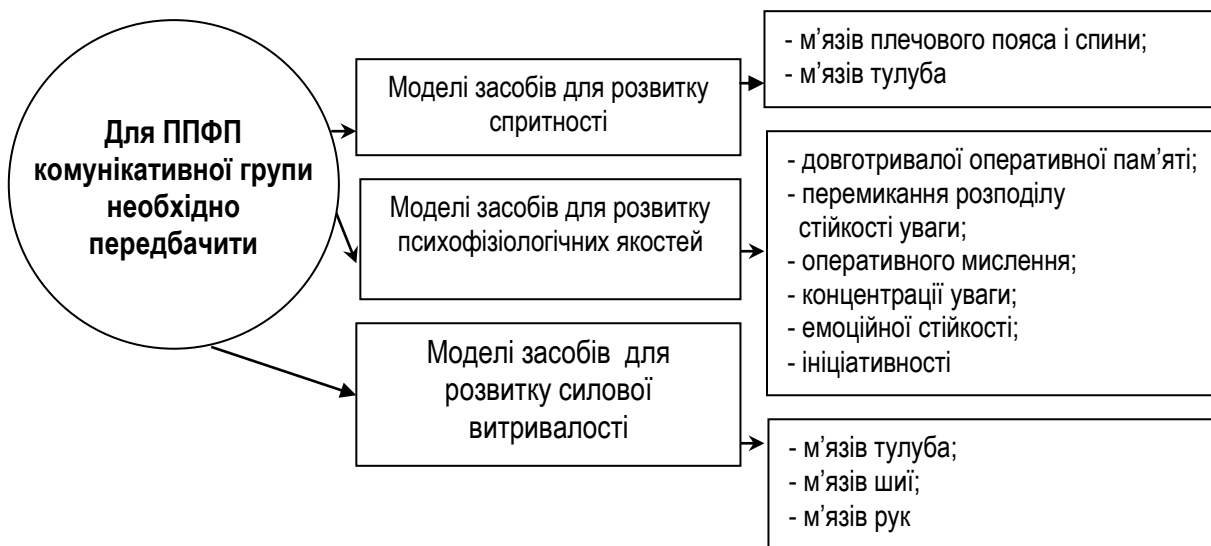 Для ППФП
комунікативної групи
необхідно
передбачити
Моделі засобів для розвитку
спритності
- м’язів плечового пояса і спини;
- м’язів тулуба
Моделі засобів для розвитку
психофізіологічних якостей
- довготривалої оперативної пам’яті;
- перемикання розподілу
стійкості уваги;
- оперативного мислення;
- концентрації уваги;
- емоційної стійкості;
- ініціативності
Моделі засобів для
розвитку силової
витривалості
- м’язів тулуба;
- м’язів шиї;
- м’язів рук